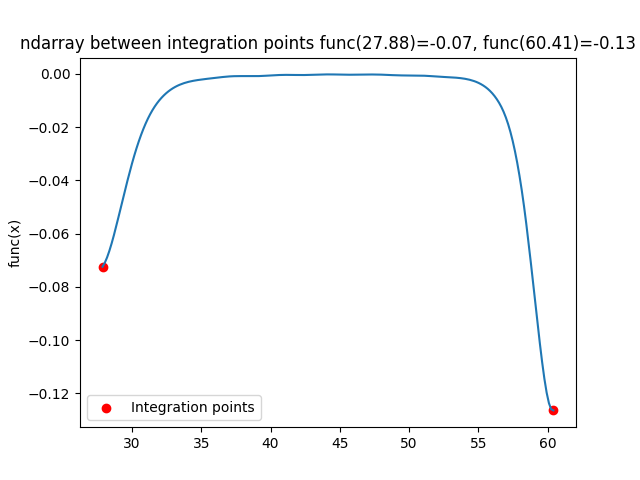 ndarray between integration points func(27.88)=-0.07, func(60.41)=-0.13
0.00
−0.02
−0.04
−0.06
−0.08
−0.10
−0.12
func(x)
Integration points
30 35 40 45 50 55 60